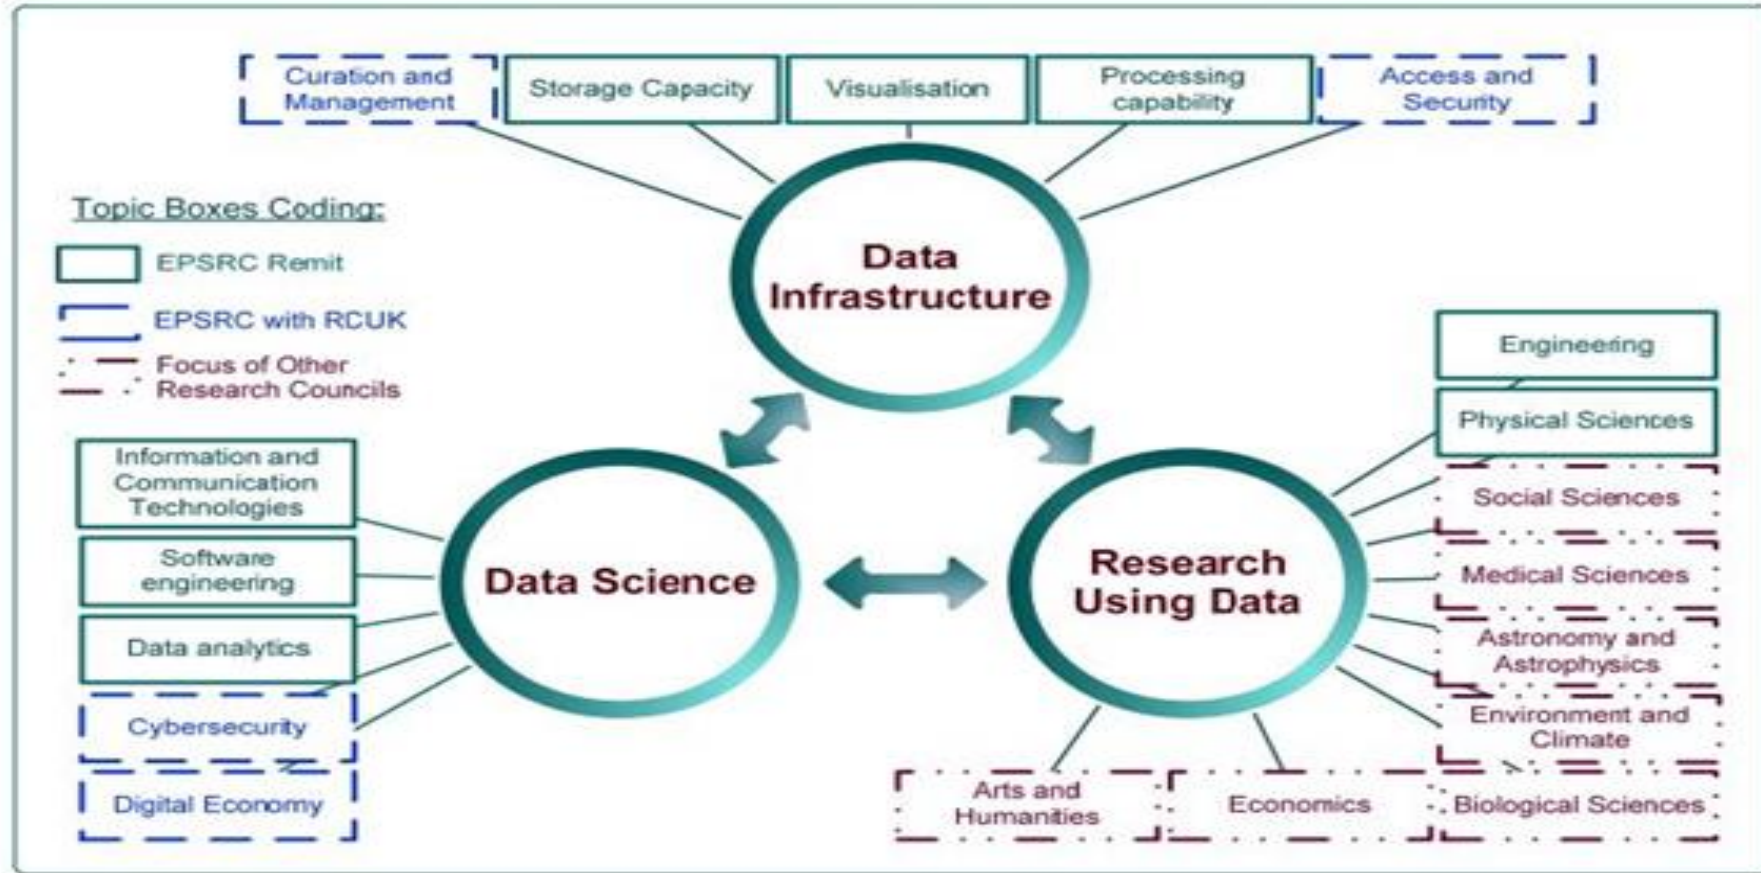 Curation and
Management
Storage Capacity
Visualisation
Processing
capability
Access and
Security
Topic Boxes Coding:
EPSRC Remit
EPSRC with RCUK
Focus of Other
Research Councils
Data
Infrastructure
Engineering
Physical Sciences
Social Sciences
Medical Sciences
Astronomy and
Astrophysics
Environment and
Climate
Biological Sciences
Information and
Communication
Technologies
Software
engineering
Data analytics
Cybersecurity
Digital Economy
Data Science
Research
Using Data
Arts and
Humanities
Economics